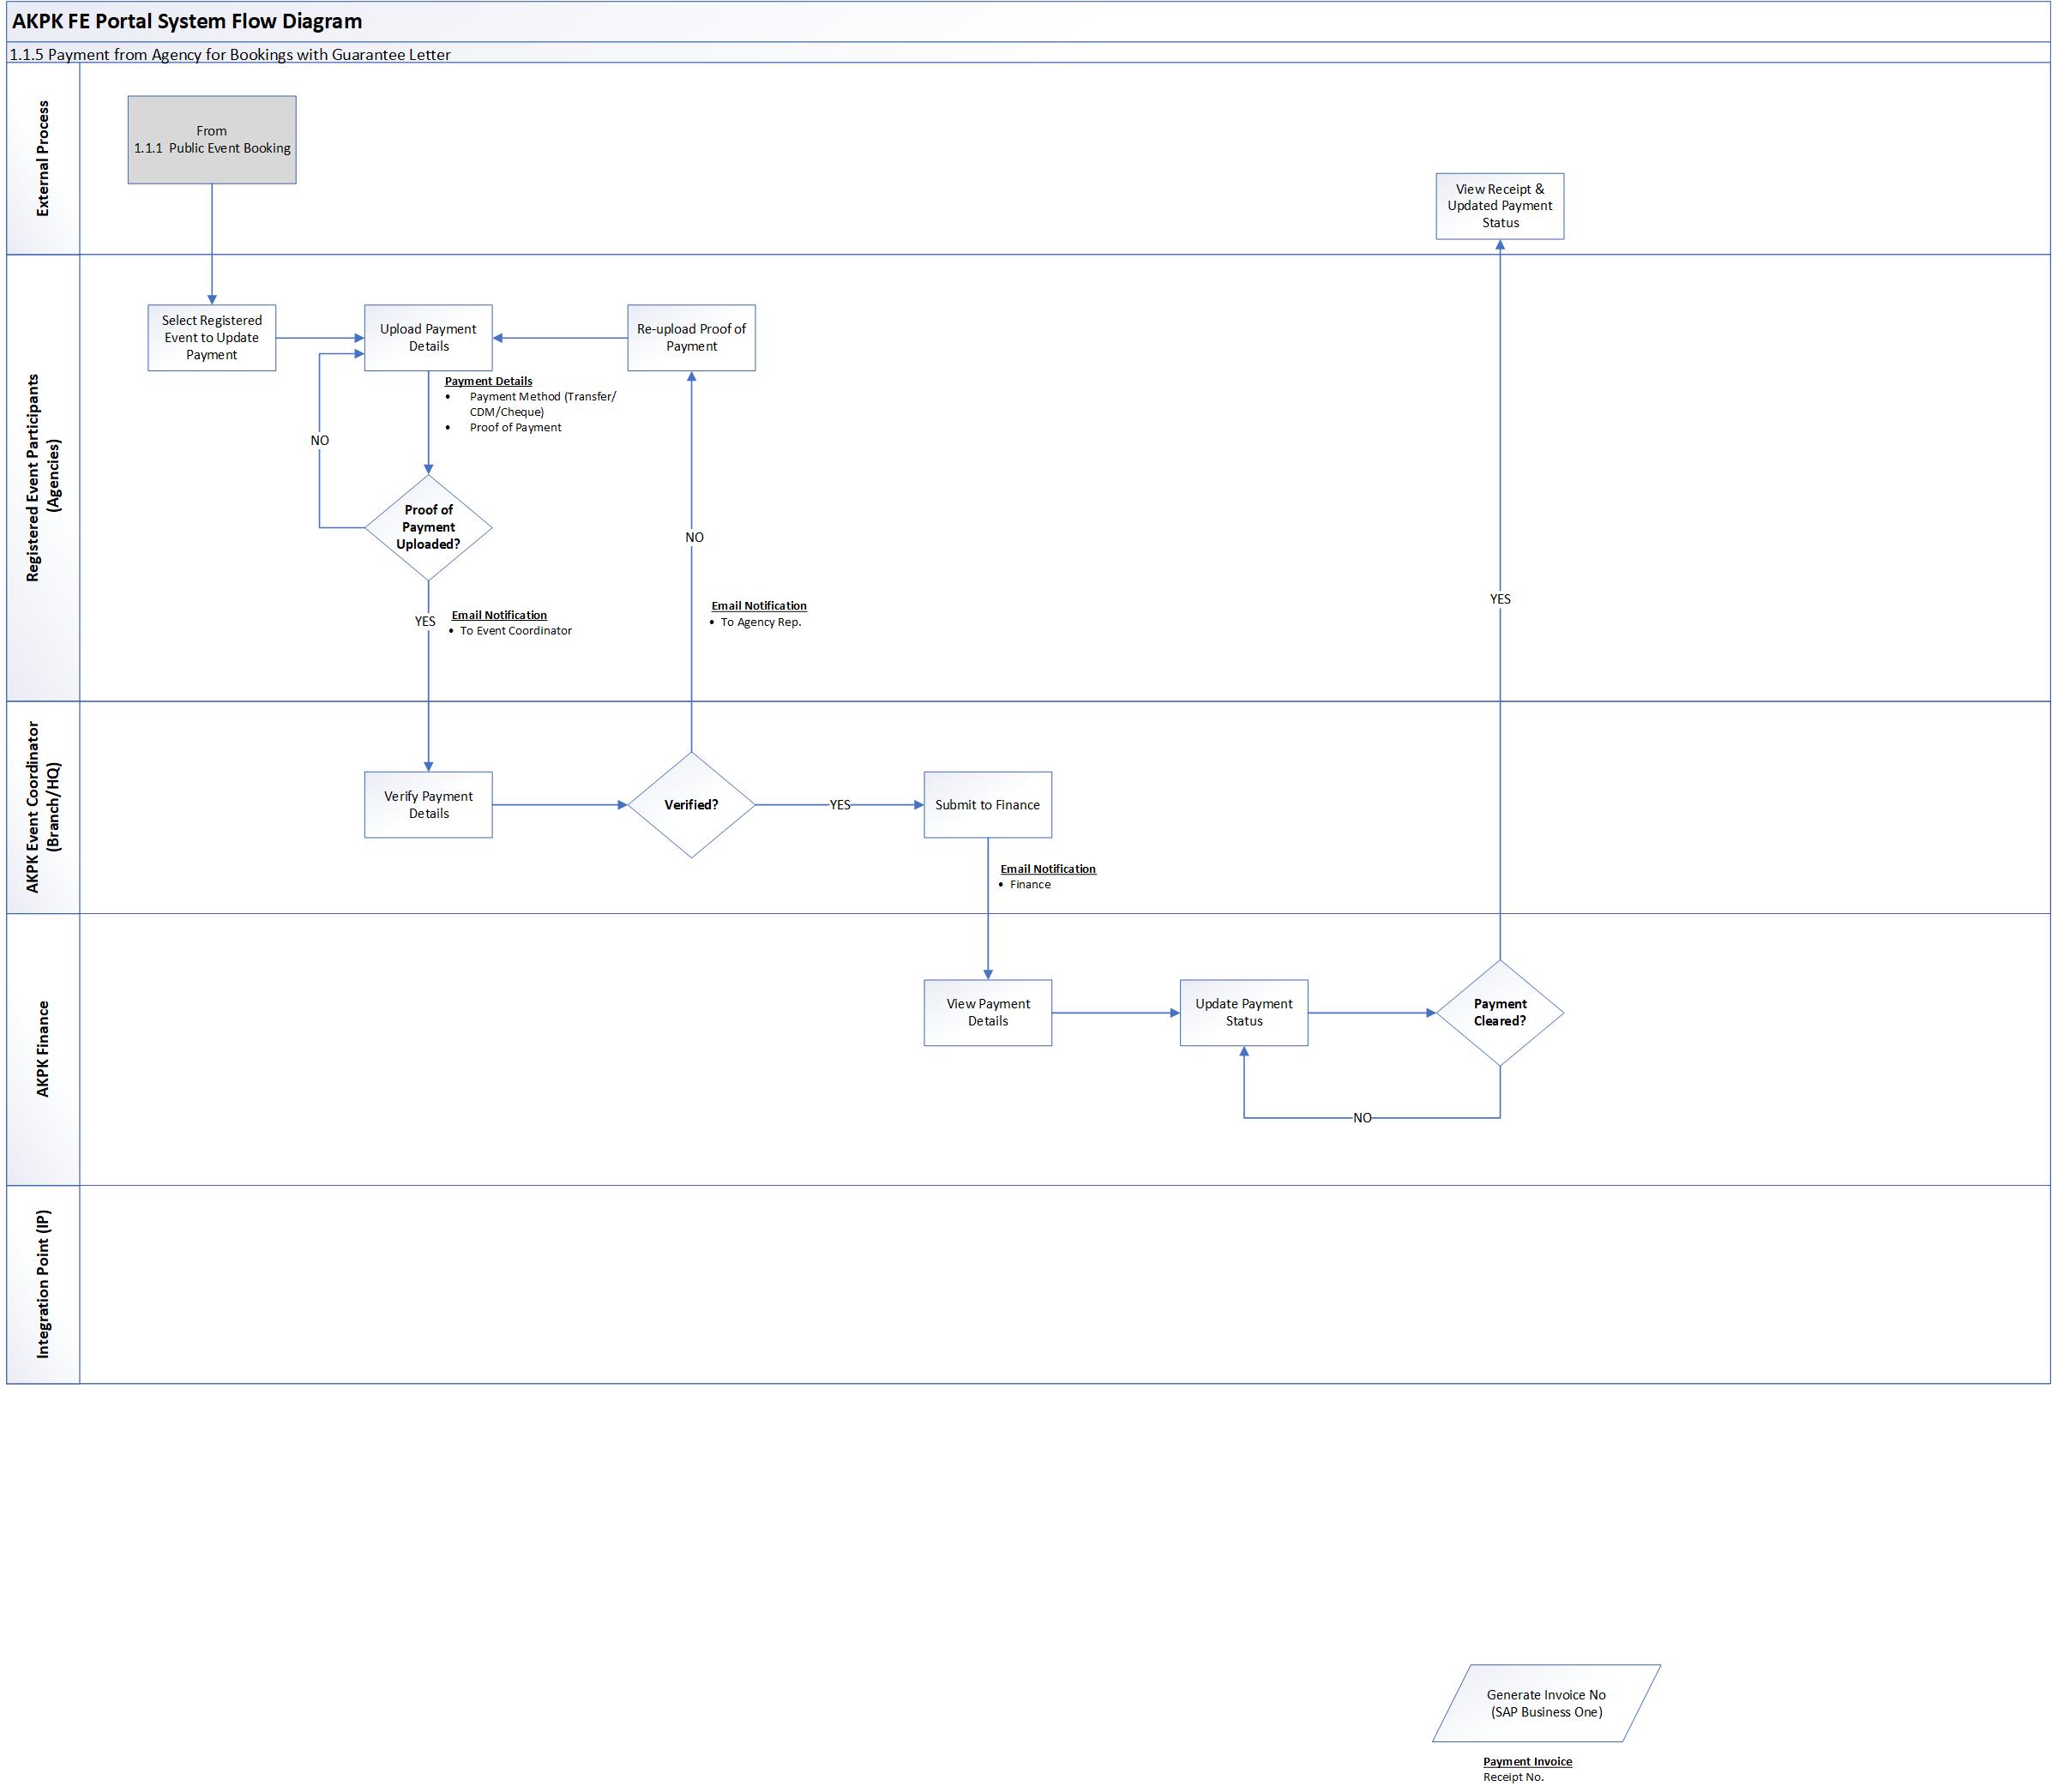 AKPK FE Portal System Flow Diagram
1.1.5 Payment from Agency for Bookings with Guarantee Letter
External Process
From
1.1.1 Public Event Booking
View Receipt &
Updated Payment
Status
Registered Event Participants
(Agencies)
Select Registered
Event to Update
Payment
Upload Payment
Details
Re-upload Proof of
Payment
Payment Details
• Payment Method (Transfer/
CDM/Cheque)
• Proof of Payment
NO
Proof of
Payment
Uploaded?
NO
YES
Email Notification
• To Event Coordinator
Email Notification
• To Agency Rep.
YES
AKPK Event Coordinator
(Branch/HQ)
Verify Payment
Details
Verified?
YES
Submit to Finance
Email Notification
• Finance
AKPK Finance
View Payment
Details
Update Payment
Status
Payment
Cleared?
NO
Integration Point (IP)
Generate Invoice No
(SAP Business One)
Payment Invoice
Receipt No.